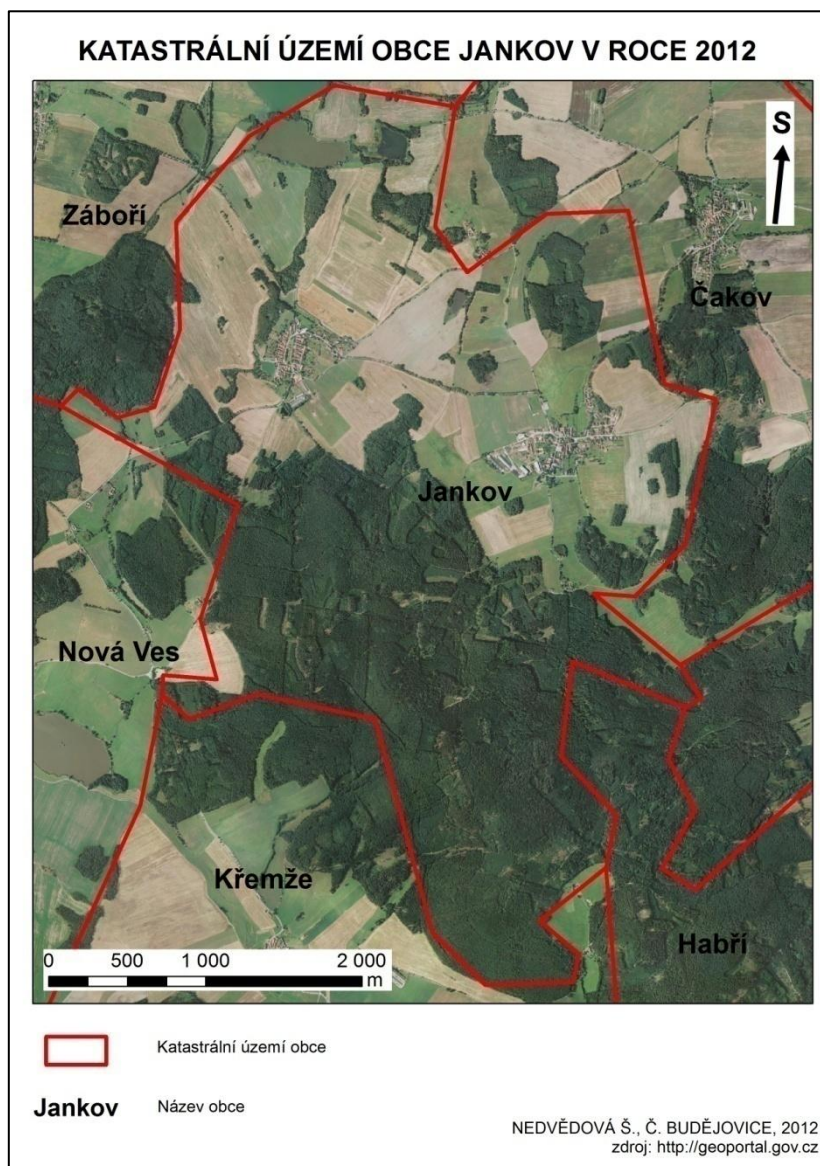 KATASTRÁLNÍ ÚZEMÍ OBCE JANKOV V ROCE 2012
S
Záboří
Čakov
Jankov
Nová Ves
Křemže
Habří
0 500 1 000 2 000
m
Katastrální území obce
Jankov Název obce
NEDVĚDOVÁ Š., Č. BUDĚJOVICE, 2012
zdroj: http://geoportal.gov.cz